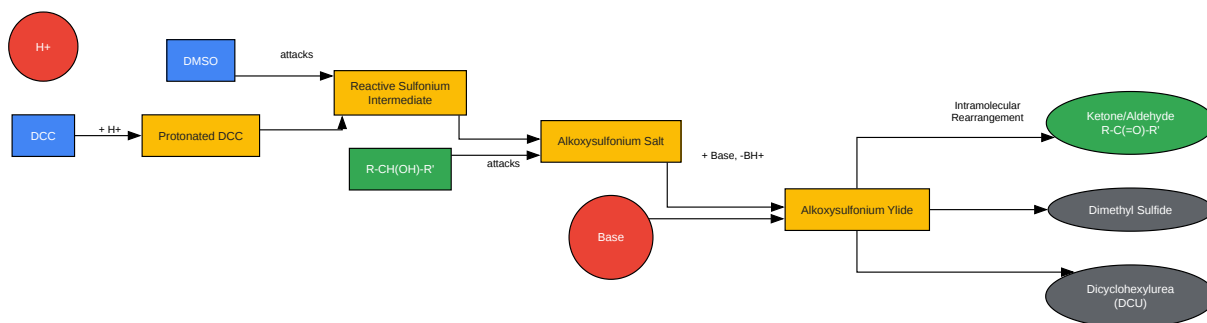 H+
DMSO
attacks
DCC
+ H+
Protonated DCC
Reactive Sulfonium
Intermediate
R-CH(OH)-R'
attacks
Alkoxysulfonium Salt
Base
+ Base, -BH+
Alkoxysulfonium Ylide
Intramolecular
Rearrangement
Ketone/Aldehyde
R-C(=O)-R'
Dimethyl Sulfide
Dicyclohexylurea
(DCU)